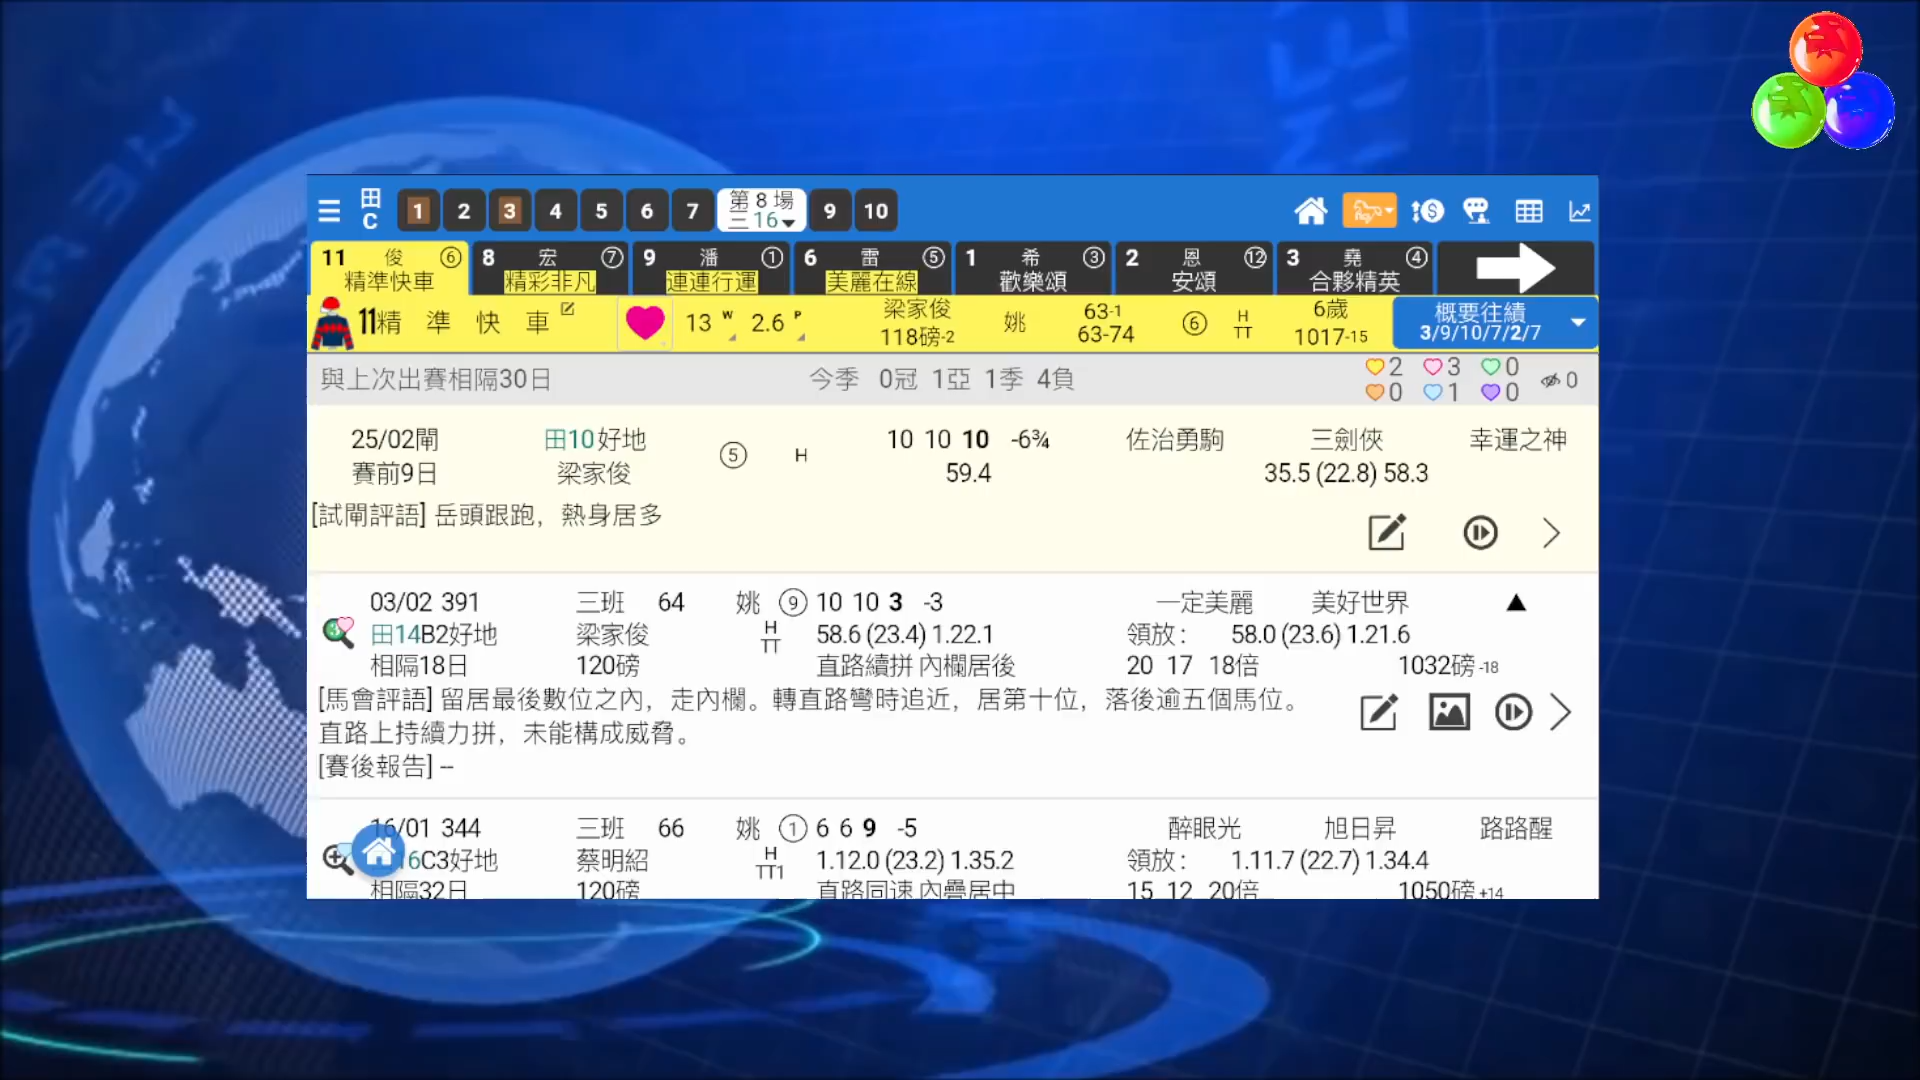 田 C 1 2 3 4 5 6 7 第 8 場 三 16 9 10
11 俊 ⑥ 精準快車
8 宏 ⑦ 精彩非凡
9 潘 ① 連連行運
6 雷 ⑤ 美麗在線
1 希 ③ 歡樂頌
2 恩 ⑫ 安頌
3 堯 ④ 合夥精英
11精 準 快 車 13 W 2.6 P 梁家俊 118磅-2 姚 63-1 63-74 ⑥ H TT 6歲 1017-15 概要往績 3/9/10/7/2/7
與上次出賽相隔30日 今季 0冠 1亞 1季 4負 2 3 0 0 1 0 0
25/02閘 田10好地 ⑤ H 10 10 10 -6¾ 佐治勇駒 三劍俠 幸運之神
賽前9日 梁家俊 59.4 35.5 (22.8) 58.3
[試閘評語] 岳頭跟跑，熱身居多
03/02 391 三班 64 姚 ⑨ 10 10 3 -3 一定美麗 美好世界 ▲
田14B2好地 梁家俊 H TT 58.6 (23.4) 1.22.1 領放： 58.0 (23.6) 1.21.6
相隔18日 120磅 直路續拼 內欄居後 20 17 18倍 1032磅 -18
[馬會評語] 留居最後數位之內，走內欄。轉直路彎時追近，居第十位，落後逾五個馬位。
直路上持續力拼，未能構成威脅。
[賽後報告] --
16/01 344 三班 66 姚 ① 6 6 9 -5 醉眼光 旭日昇 路路醒
16C3好地 蔡明紹 H TT1 1.12.0 (23.2) 1.35.2 領放： 1.11.7 (22.7) 1.34.4
相隔32日 120磅 直路同速 內疊居中 15 12 20倍 1050磅 +14